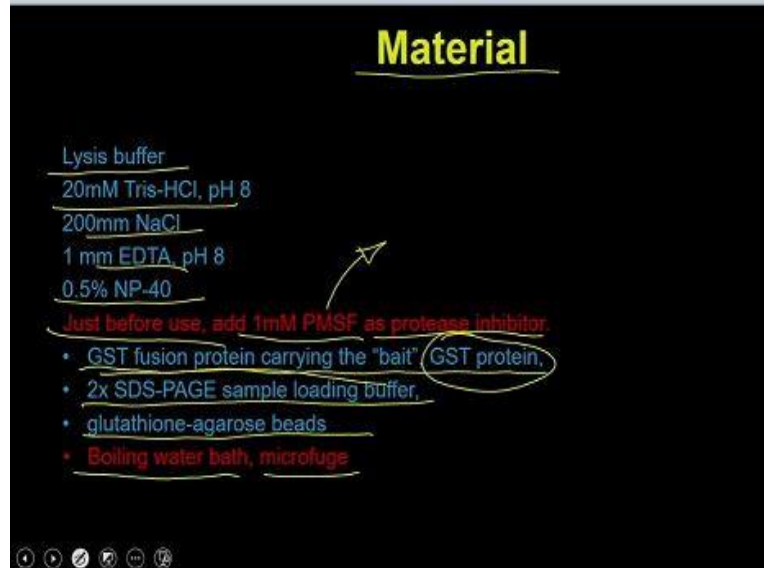 Material
Lysis buffer
20mM Tris-HCl, pH 8
200mm NaCl
1 mm EDTA, pH 8
0.5% NP-40
Just before use, add 1mM PMSF as protease inhibitor.
• GST fusion protein carrying the "bait" GST protein,
• 2x SDS-PAGE sample loading buffer,
• glutathione-agarose beads
• Boiling water bath, microfuge